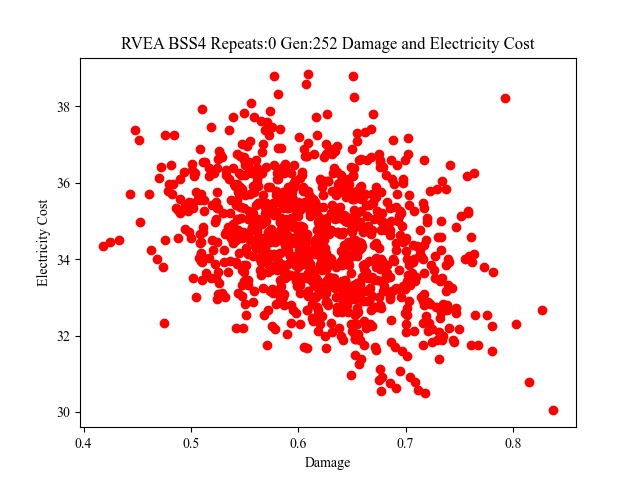 RVEA BSS4 Repeats:0 Gen:252 Damage and Electricity Cost
38
36
34
32
30
Electricity Cost
0.4 0.5 0.6 0.7 0.8
Damage